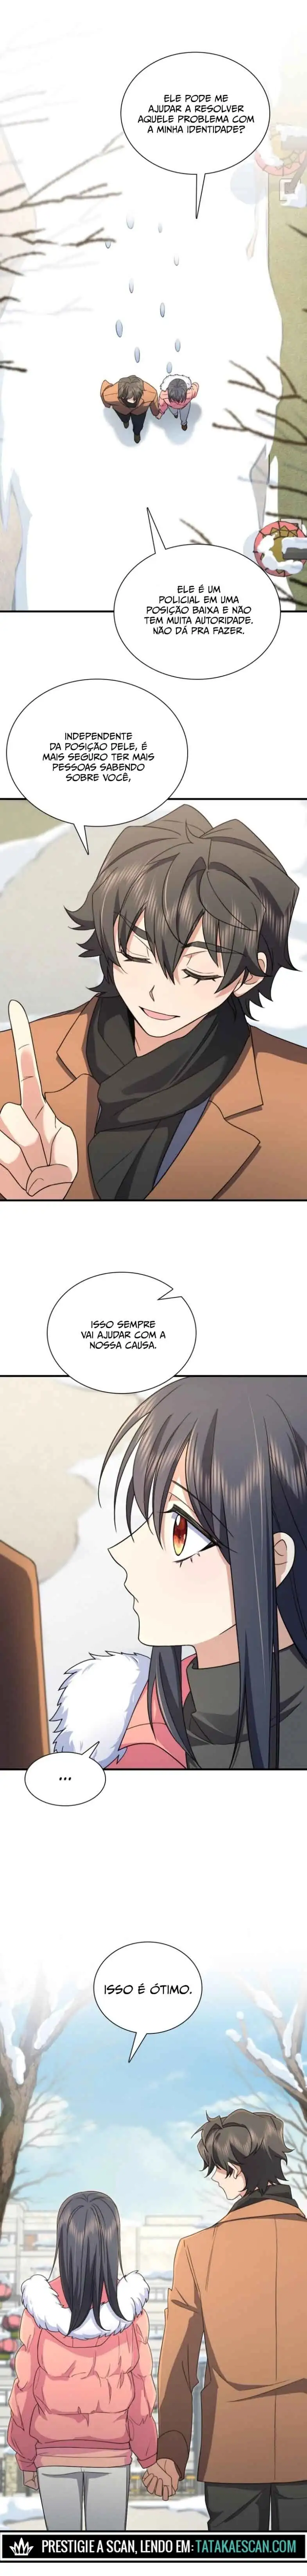 ELE PODE ME
AJUDAR A RESOLVER
AQUELE PROBLEMA COM
A MINHA IDENTIDADE?
ELE É UM
POLICIAL EM UMA
POSIÇÃO BAIXA E NÃO
TEM MUITA AUTORIDADE.
NÃO DÁ PRA FAZER.
INDEPENDENTE
DA POSIÇÃO DELE, É
MAIS SEGURO TER MAIS
PESSOAS SABENDO
SOBRE VOCÊ,
ISSO SEMPRE
VAI AJUDAR COM A
NOSSA CAUSA.
...
ISSO É ÓTIMO.
PRESTIGIE A SCAN, LENDO EM: TATAKAESCAN.COM